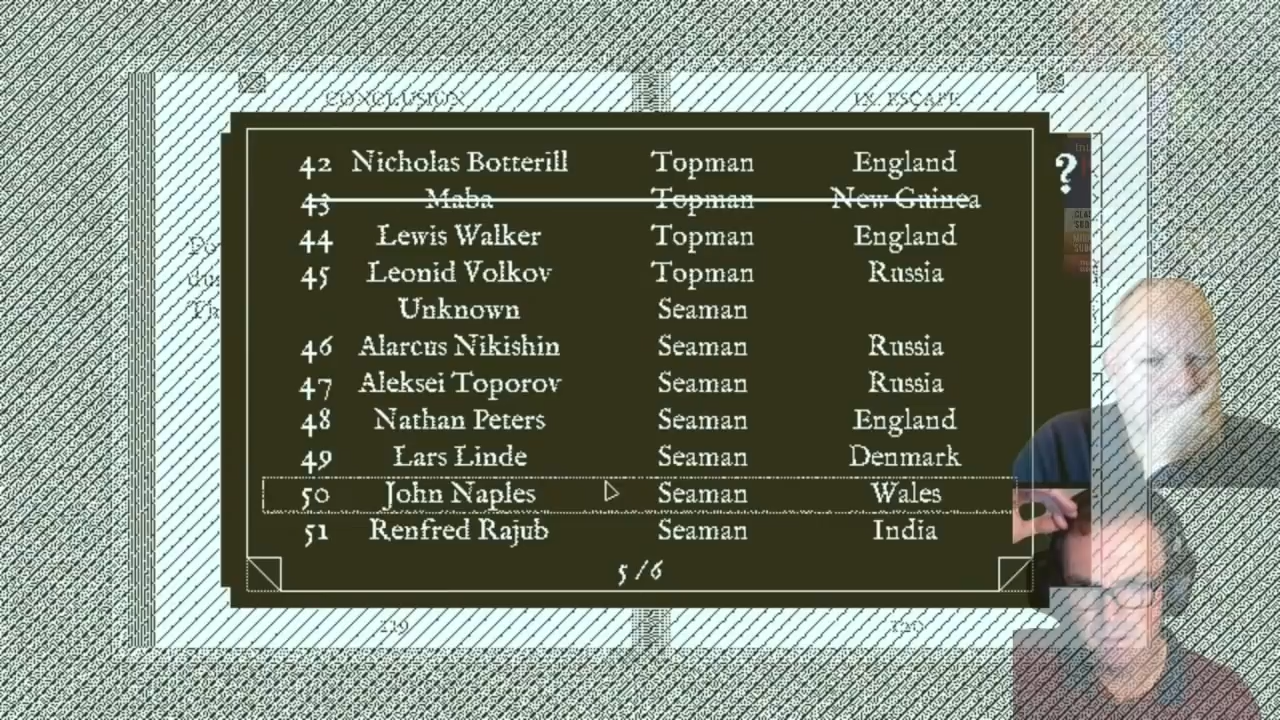 CONCLUSION
IX. ESCAPE
42 Nicholas Botterill Topman England
43 Maba Topman New Guinea
?
44 Lewis Walker Topman England
45 Leonid Volkov Topman Russia
Unknown Seaman
46 Alarcus Nikishin Seaman Russia
47 Aleksei Toporov Seaman Russia
48 Nathan Peters Seaman England
49 Lars Linde Seaman Denmark
50 John Naples Seaman Wales
51 Renfred Rajub Seaman India
5/6